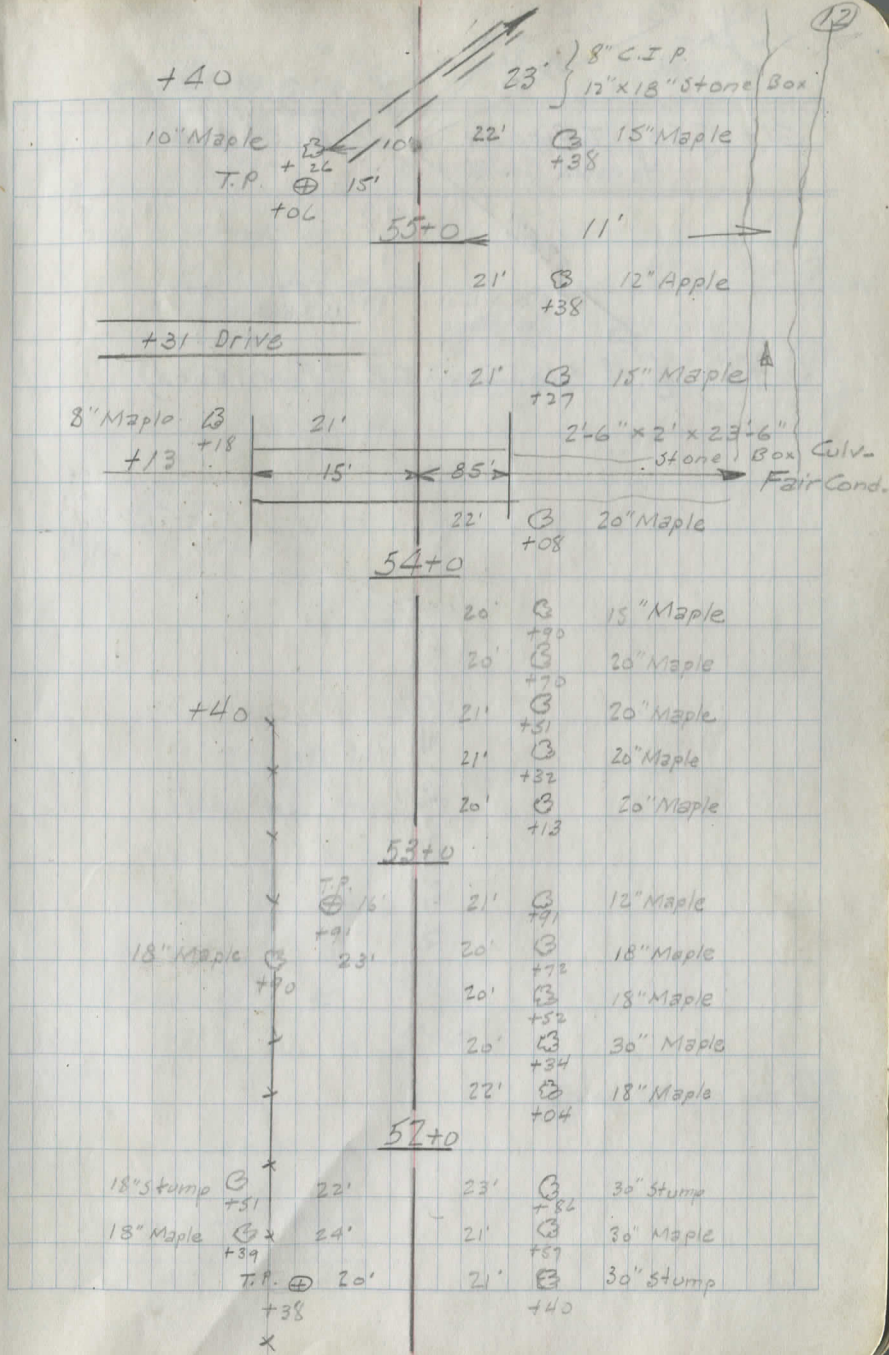 12
+40 23' 8" C.I.P.
12"x18" Stone Box
10" Maple 10' 22' 15" Maple
+26 +38
T.P. 15'
+06
55+0 11'
21' 12" Apple
+38
+31 Drive
21' 15" Maple
+27
8" Maple 21' 2'-6" x 2' x 23'-6"
+18
+13 15' 85' Stone Box Culv-
Fair Cond.
22' 20" Maple
+08
54+0
20' 15" Maple
+90
20' 20" Maple
+70
+40 21' 20" Maple
+51
21' 20" Maple
+32
20' 20" Maple
+13
53+0
T.P. 16' 21' 12" Maple
+91 +91
18" Maple 23' 20' 18" Maple
+90 +72
20' 18" Maple
+52
20' 30" Maple
+34
22' 18" Maple
+04
52+0
18" Stump 22' 23' 30" Stump
+51 +86
18" Maple 24' 21' 30" Maple
+39
T.P. 20' 21' 30" Stump
+38 +40